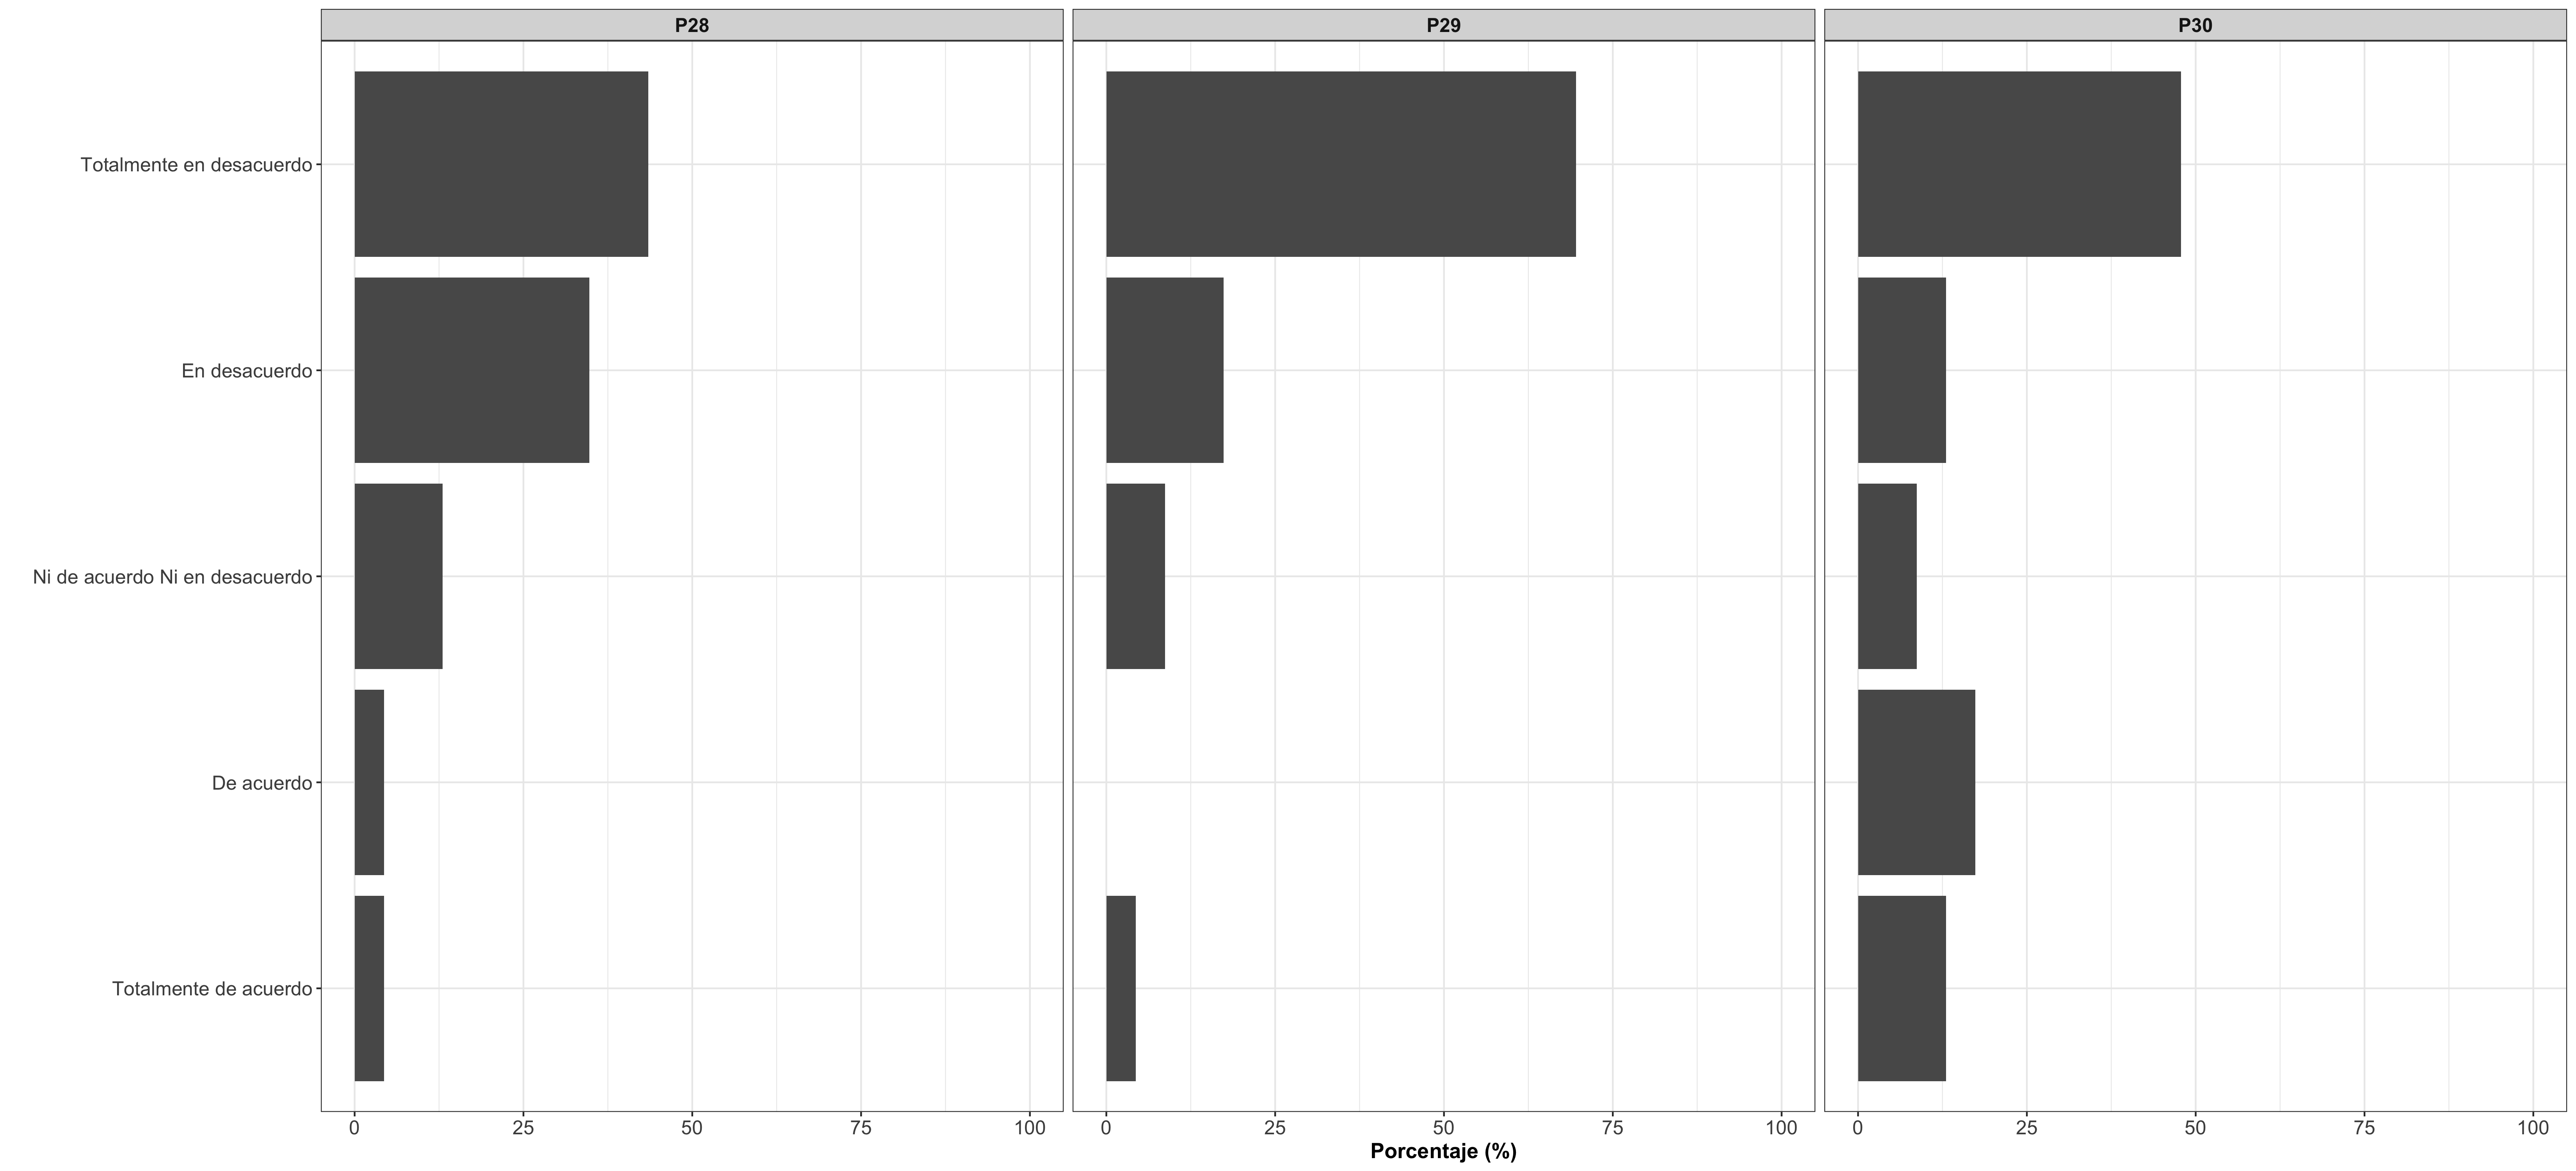 P28 P29 P30
Totalmente en desacuerdo
En desacuerdo
Ni de acuerdo Ni en desacuerdo
De acuerdo
Totalmente de acuerdo
0 25 50 75 100 0 25 50 75 100 0 25 50 75 100
Porcentaje (%)